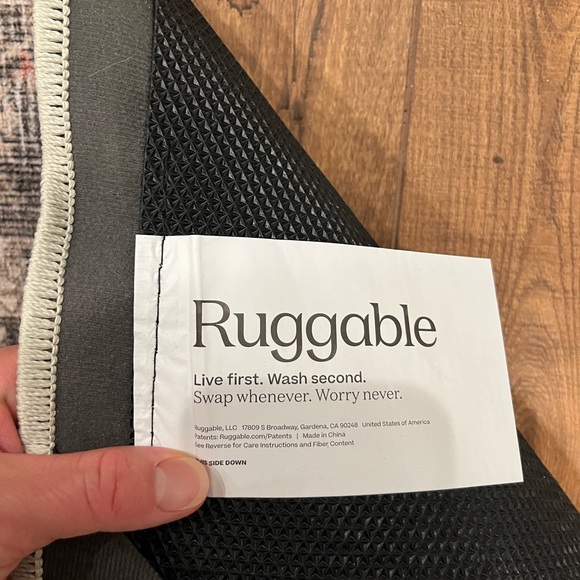 Ruggable
Live first. Wash second.
Swap whenever. Worry never.
Ruggable, LLC 17809 S Broadway, Gardena, CA 90248 United States of America
Patents: Ruggable.com/Patents | Made in China
See Reverse for Care Instructions and Fiber Content
SIDE DOWN